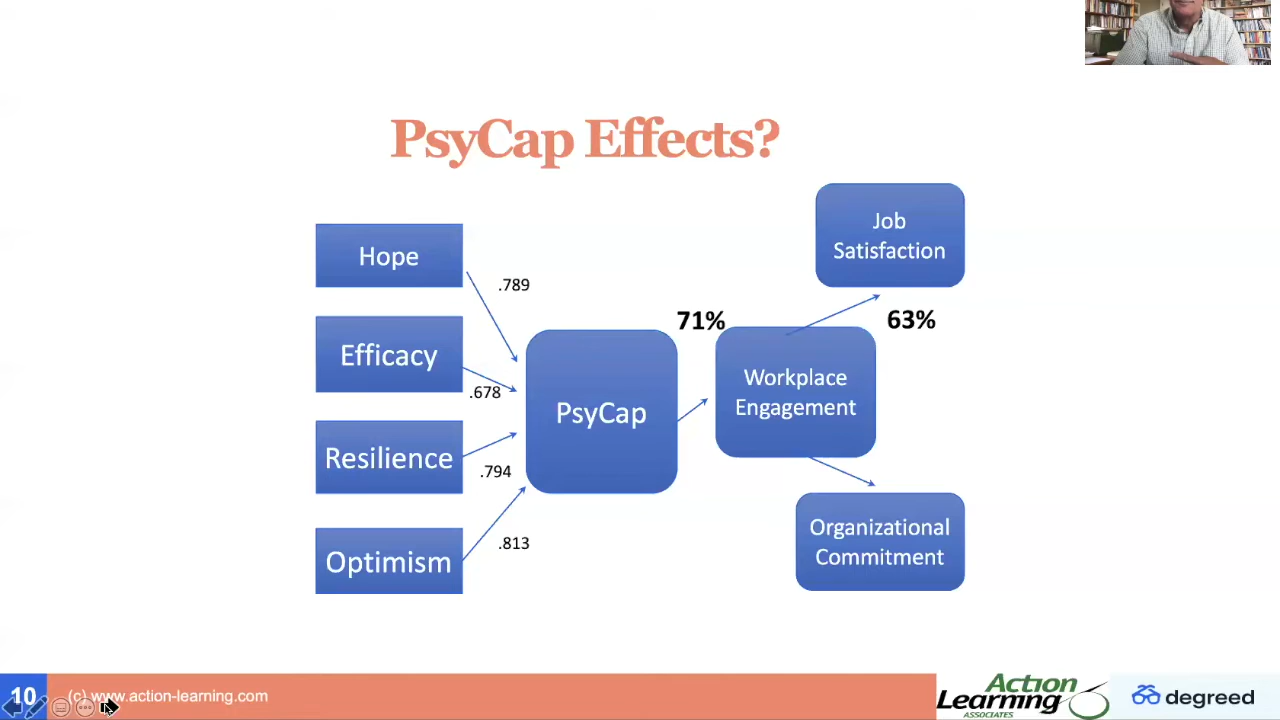 PsyCap Effects?
Hope
.789
Efficacy
.678
Resilience
.794
Optimism
.813
PsyCap
71%
Workplace
Engagement
Job
Satisfaction
63%
Organizational
Commitment
10
(c) www.action-learning.com
Action
Learning
ASSOCIATES
degreed